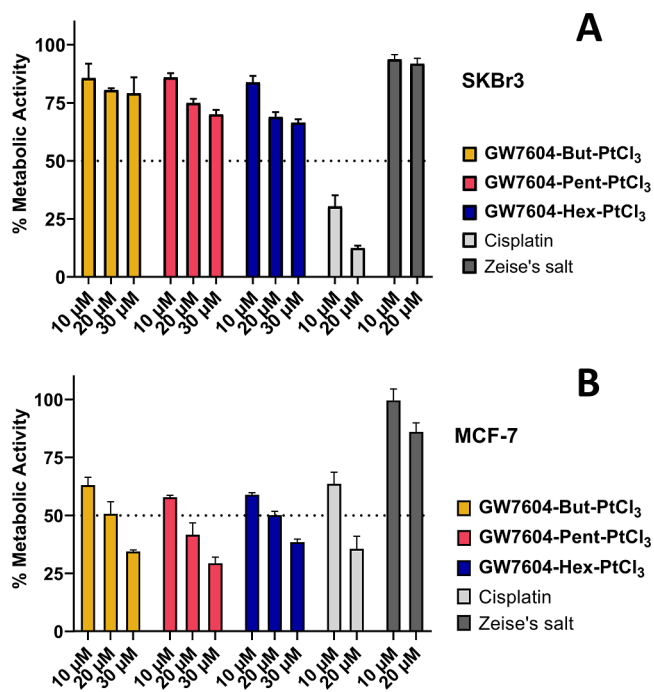 A
% Metabolic Activity
100
75
50
25
0
10 µM
20 µM
30 µM
10 µM
20 µM
30 µM
10 µM
20 µM
30 µM
10 µM
20 µM
10 µM
20 µM
SKBr3
GW7604-But-PtCl3
GW7604-Pent-PtCl3
GW7604-Hex-PtCl3
Cisplatin
Zeise's salt
B
% Metabolic Activity
100
75
50
25
0
10 µM
20 µM
30 µM
10 µM
20 µM
30 µM
10 µM
20 µM
30 µM
10 µM
20 µM
10 µM
20 µM
MCF-7
GW7604-But-PtCl3
GW7604-Pent-PtCl3
GW7604-Hex-PtCl3
Cisplatin
Zeise's salt